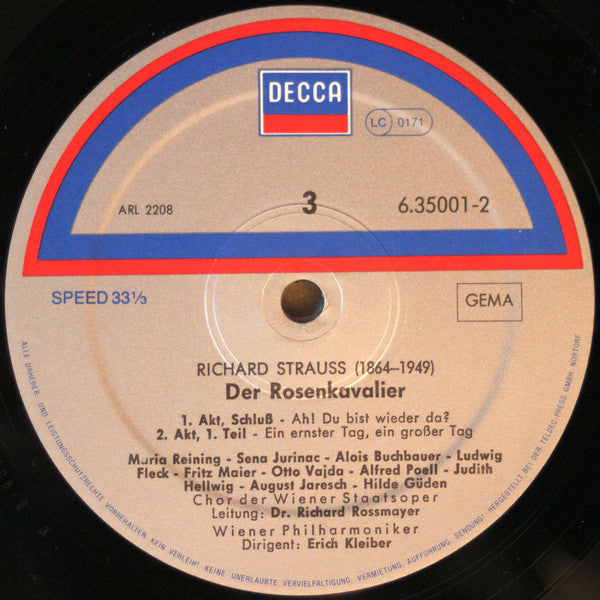 DECCA
LC 0171
ARL 2208
3
6.35001-2
SPEED 33⅓
GEMA
RICHARD STRAUSS (1864–1949)
Der Rosenkavalier
1. Akt, Schluß - Ah! Du bist wieder da?
2. Akt, 1. Teil - Ein ernster Tag, ein großer Tag
Maria Reining - Sena Jurinac - Alois Buchbauer - Ludwig
Fleck - Fritz Maier - Otto Vajda - Alfred Poell - Judith
Hellwig - August Jaresch - Hilde Güden
Chor der Wiener Staatsoper
Leitung: Dr. Richard Rossmayer
Wiener Philharmoniker
Dirigent: Erich Kleiber
ALLE URHEBER- UND LEISTUNGSSCHUTZRECHTE VORBEHALTEN. KEIN VERLEIH! KEINE UNERLAUBTE VERVIELFÄLTIGUNG, VERMIETUNG, AUFFÜHRUNG, SENDUNG! HERGESTELLT BEI DER TELDEC-PRESS GMBH, NORTORF